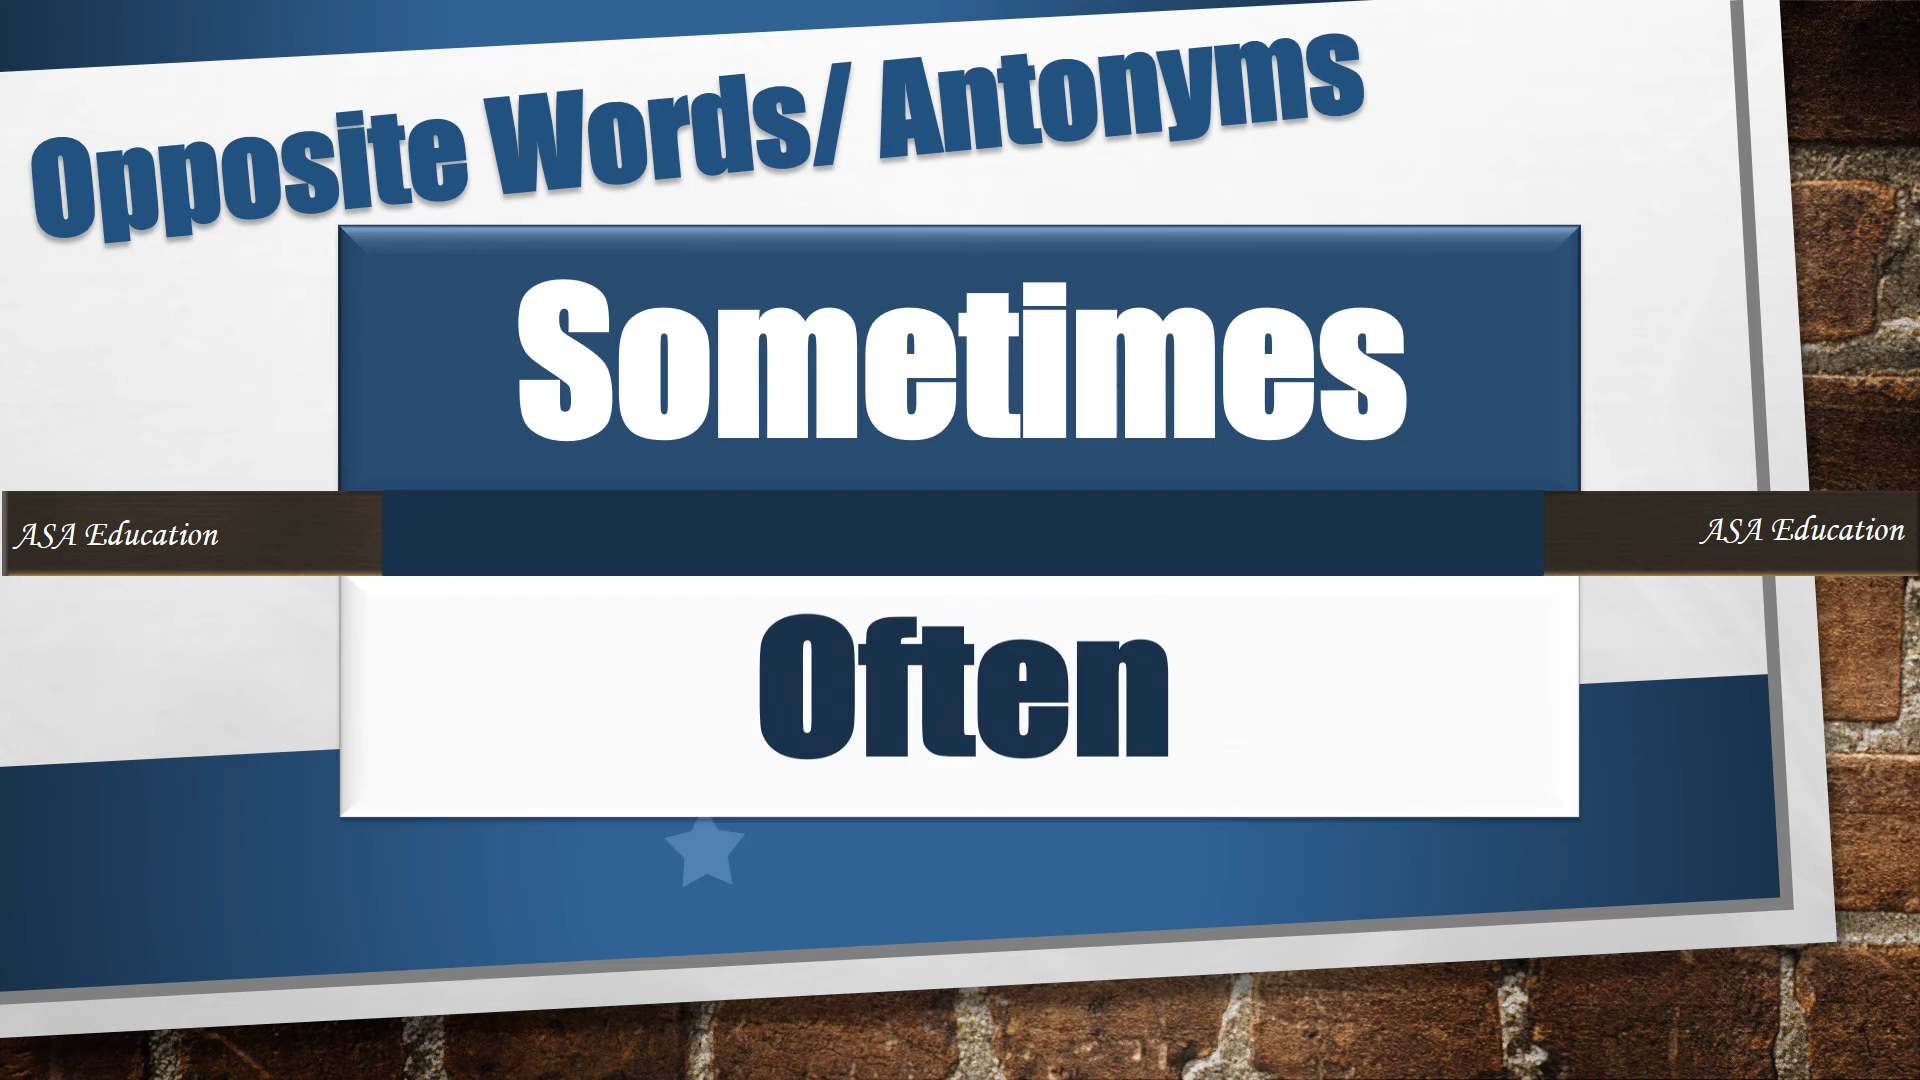 Opposite Words/ Antonyms
Sometimes
ASA Education
ASA Education
Often